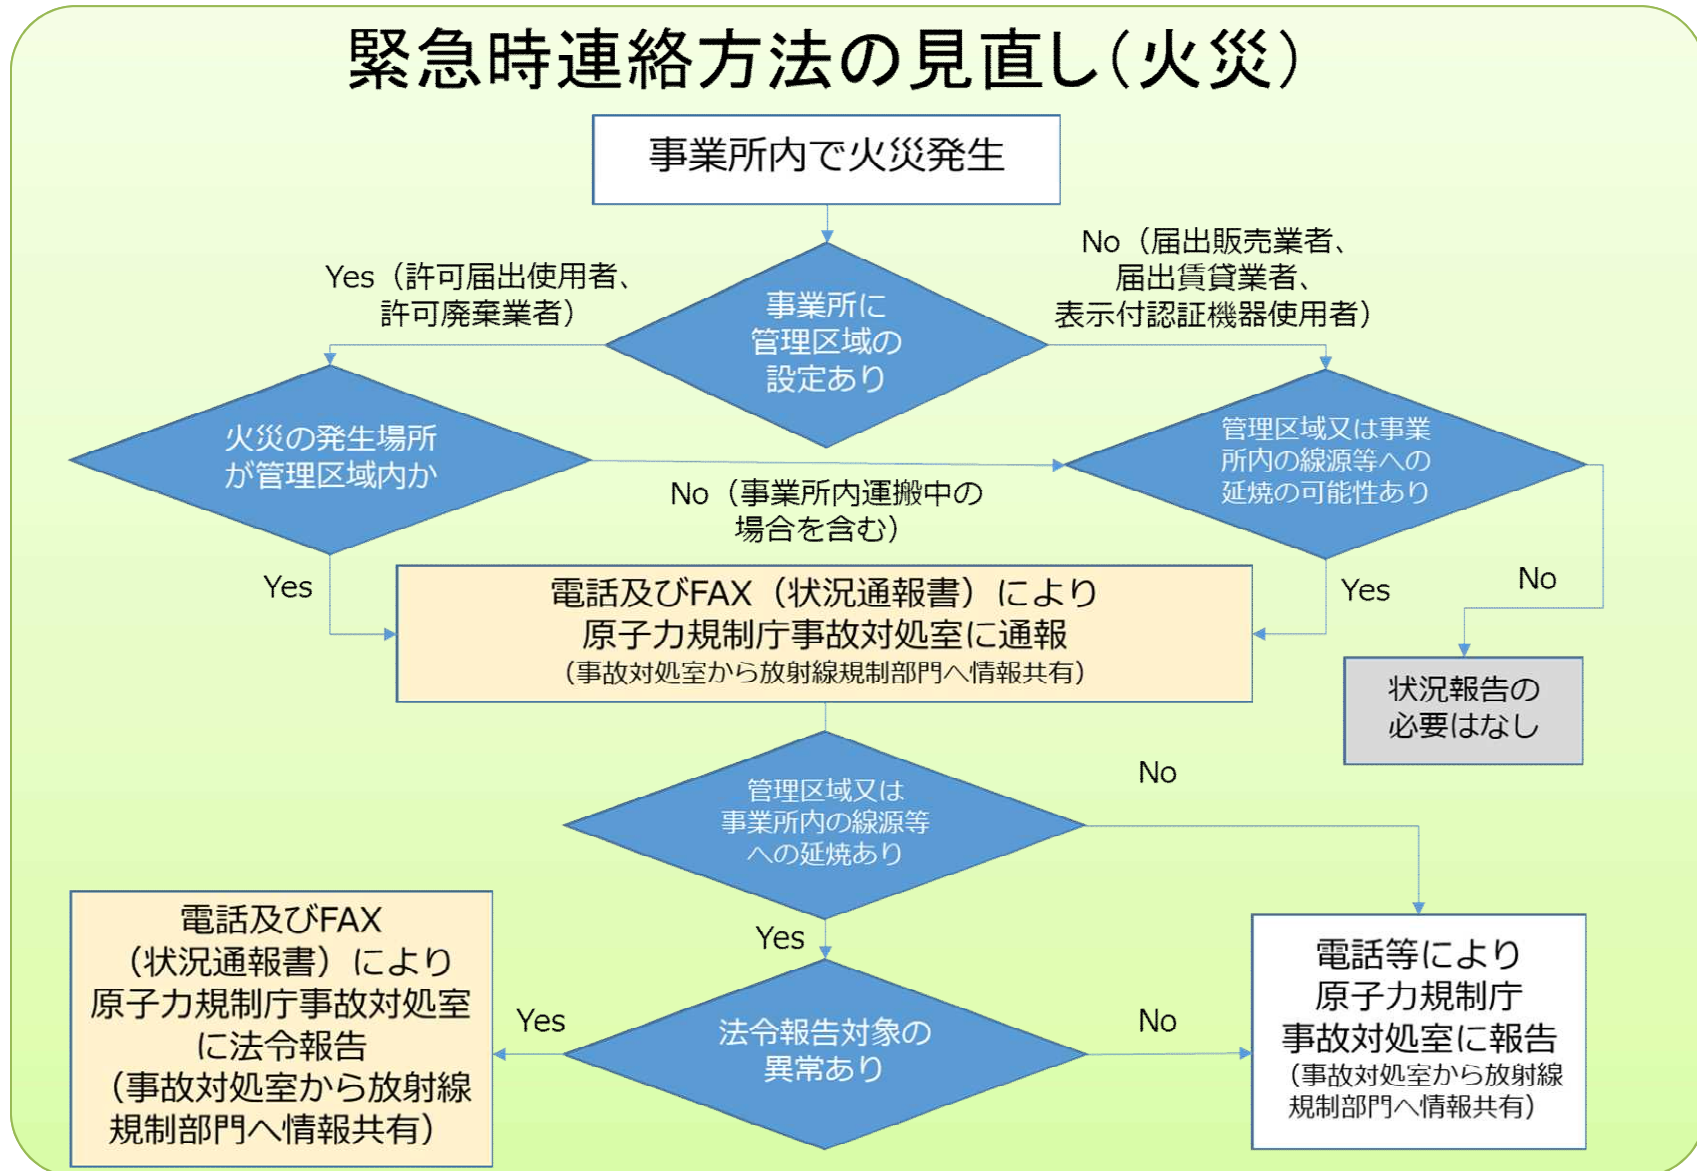 緊急時連絡方法の見直し（火災）
事業所内で火災発生
Yes（許可届出使用者、
許可廃棄業者）
No（届出販売業者、
届出賃貸業者、
表示付認証機器使用者）
事業所に
管理区域の
設定あり
火災の発生場所
が管理区域内か
管理区域又は事業
所内の線源等への
延焼の可能性あり
No（事業所内運搬中の
場合を含む）
Yes
電話及びFAX（状況通報書）により
原子力規制庁事故対処室に通報
（事故対処室から放射線規制部門へ情報共有）
Yes
No
状況報告の
必要はなし
管理区域又は
事業所内の線源等
への延焼あり
No
Yes
電話及びFAX
（状況通報書）により
原子力規制庁事故対処室
に法令報告
（事故対処室から放射線
規制部門へ情報共有）
Yes
法令報告対象の
異常あり
No
電話等により
原子力規制庁
事故対処室に報告
（事故対処室から放射線
規制部門へ情報共有）